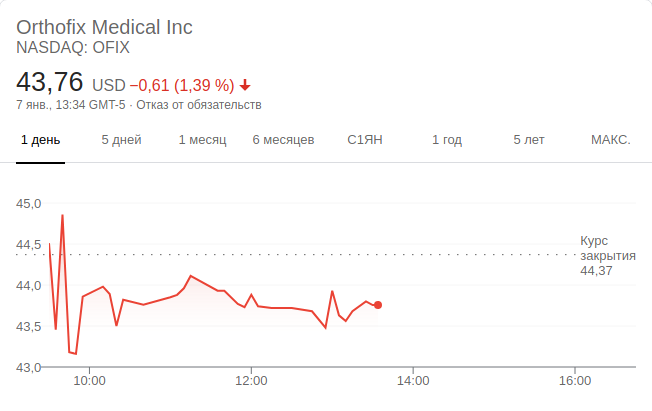 Orthofix Medical Inc
NASDAQ: OFIX
43,76 USD −0,61 (1,39 %)
7 янв., 13:34 GMT-5 · Отказ от обязательств
1 день 5 дней 1 месяц 6 месяцев С1ЯН 1 год 5 лет МАКС.
45,0
44,5
44,0
43,5
43,0
Курс
закрытия
44,37
10:00 12:00 14:00 16:00